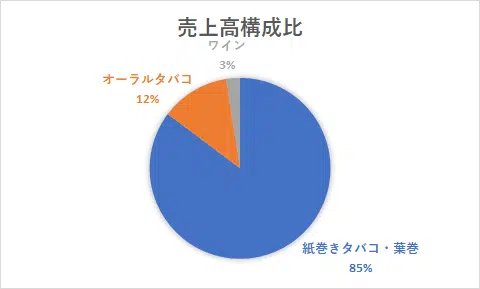 売上高構成比
ワイン
3%
オーラルタバコ
12%
紙巻きタバコ・葉巻
85%